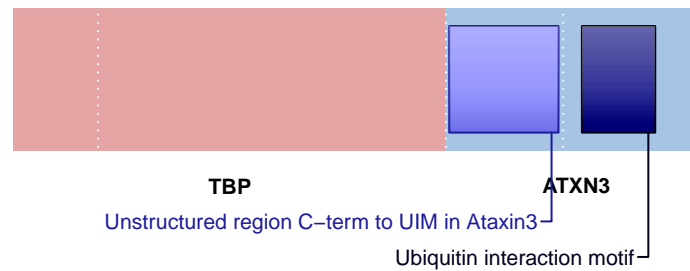 TBP ATXN3
Unstructured region C−term to UIM in Ataxin3
Ubiquitin interaction motif